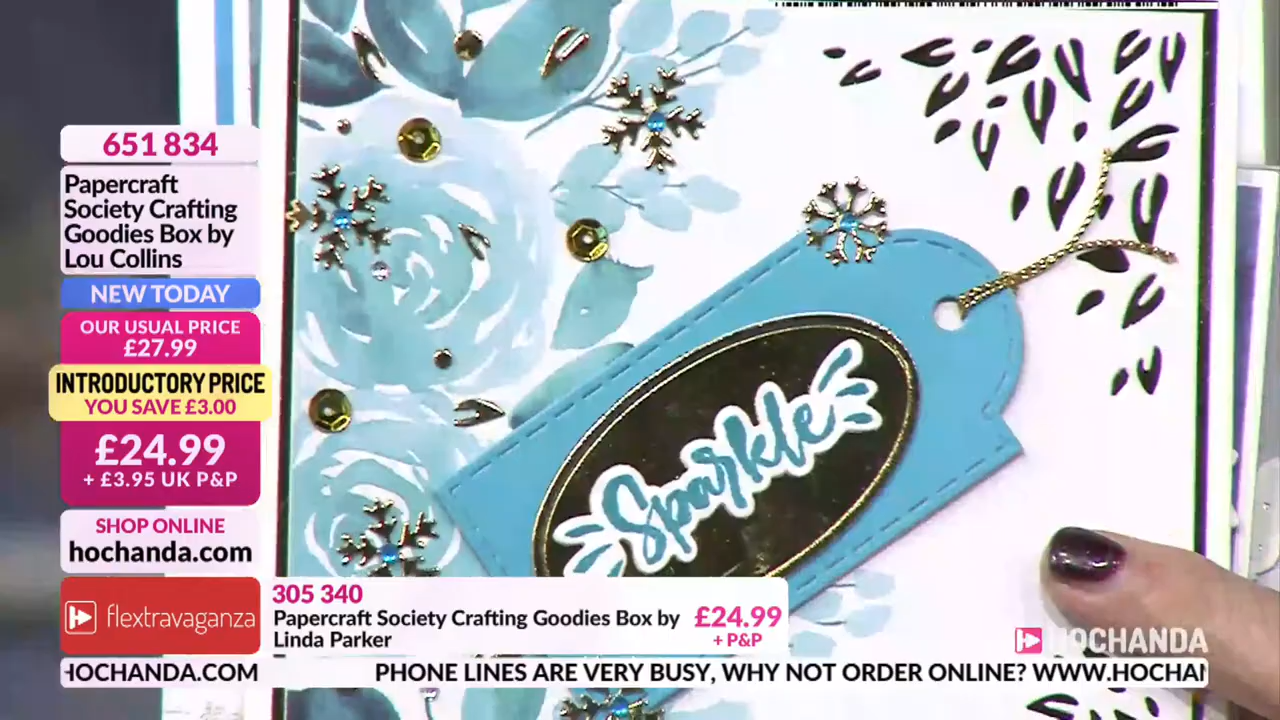 651 834
Papercraft
Society Crafting
Goodies Box by
Lou Collins
NEW TODAY
OUR USUAL PRICE
£27.99
INTRODUCTORY PRICE
YOU SAVE £3.00
£24.99
+ £3.95 UK P&P
SHOP ONLINE
hochanda.com
flextravaganza
305 340
Papercraft Society Crafting Goodies Box by
Linda Parker
£24.99
+ P&P
Sparkle
HOCHANDA
HOCHANDA.COM PHONE LINES ARE VERY BUSY, WHY NOT ORDER ONLINE? WWW.HOCHAN